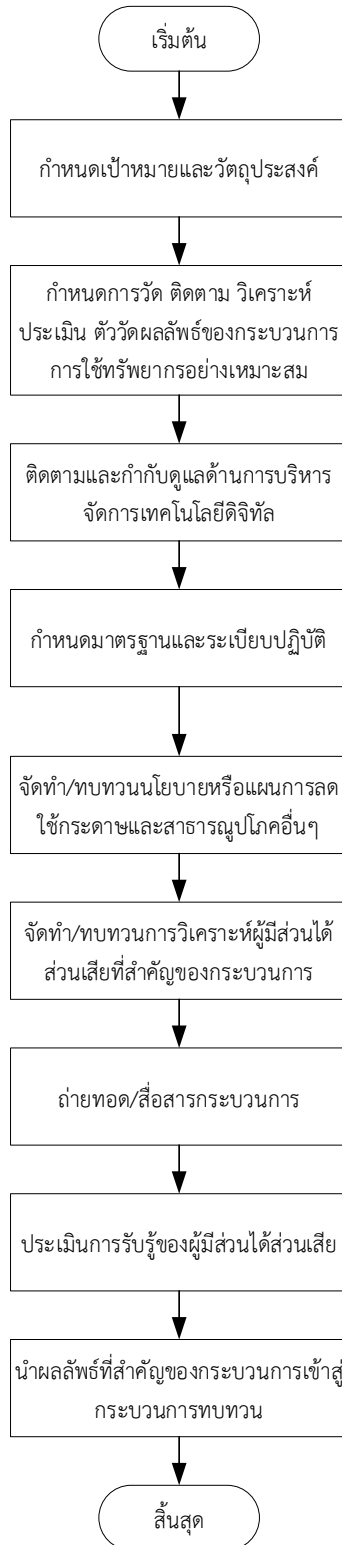 เริ่มต้น
กำหนดเป้าหมายและวัตถุประสงค์
กำหนดการวัด ติดตาม วิเคราะห์
ประเมิน ตัววัดผลลัพธ์ของกระบวนการ
การใช้ทรัพยากรอย่างเหมาะสม
ติดตามและกำกับดูแลด้านการบริหาร
จัดการเทคโนโลยีดิจิทัล
กำหนดมาตรฐานและระเบียบปฏิบัติ
จัดทำ/ทบทวนนโยบายหรือแผนการลด
ใช้กระดาษและสาธารณูปโภคอื่นๆ
จัดทำ/ทบทวนการวิเคราะห์ผู้มีส่วนได้
ส่วนเสียที่สำคัญของกระบวนการ
ถ่ายทอด/สื่อสารกระบวนการ
ประเมินการรับรู้ของผู้มีส่วนได้ส่วนเสีย
นำผลลัพธ์ที่สำคัญของกระบวนการเข้าสู่
กระบวนการทบทวน
สิ้นสุด